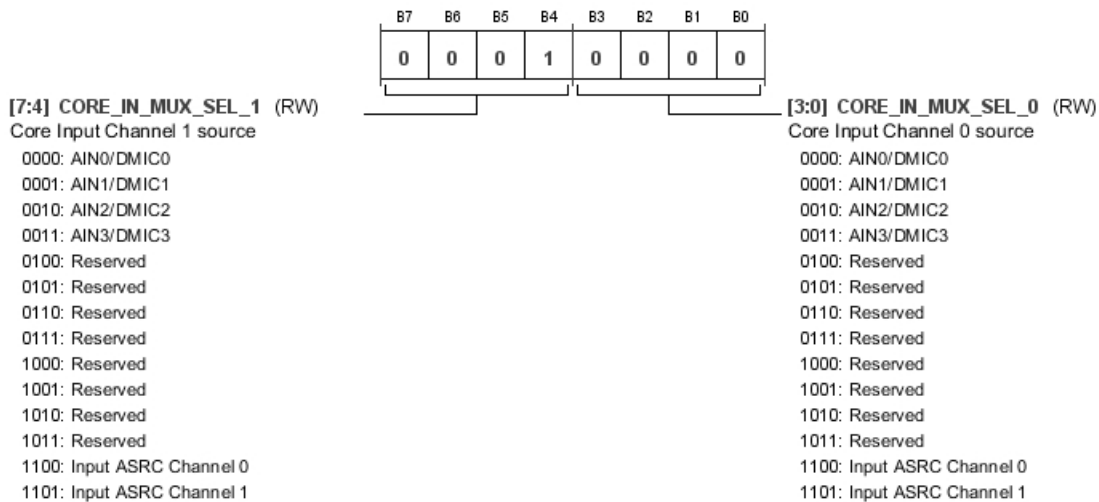 B7 B6 B5 B4 B3 B2 B1 B0
0 0 0 1 0 0 0 0
[7:4] CORE_IN_MUX_SEL_1 (RW)
Core Input Channel 1 source
0000: AIN0/DMIC0
0001: AIN1/DMIC1
0010: AIN2/DMIC2
0011: AIN3/DMIC3
0100: Reserved
0101: Reserved
0110: Reserved
0111: Reserved
1000: Reserved
1001: Reserved
1010: Reserved
1011: Reserved
1100: Input ASRC Channel 0
1101: Input ASRC Channel 1
[3:0] CORE_IN_MUX_SEL_0 (RW)
Core Input Channel 0 source
0000: AIN0/DMIC0
0001: AIN1/DMIC1
0010: AIN2/DMIC2
0011: AIN3/DMIC3
0100: Reserved
0101: Reserved
0110: Reserved
0111: Reserved
1000: Reserved
1001: Reserved
1010: Reserved
1011: Reserved
1100: Input ASRC Channel 0
1101: Input ASRC Channel 1